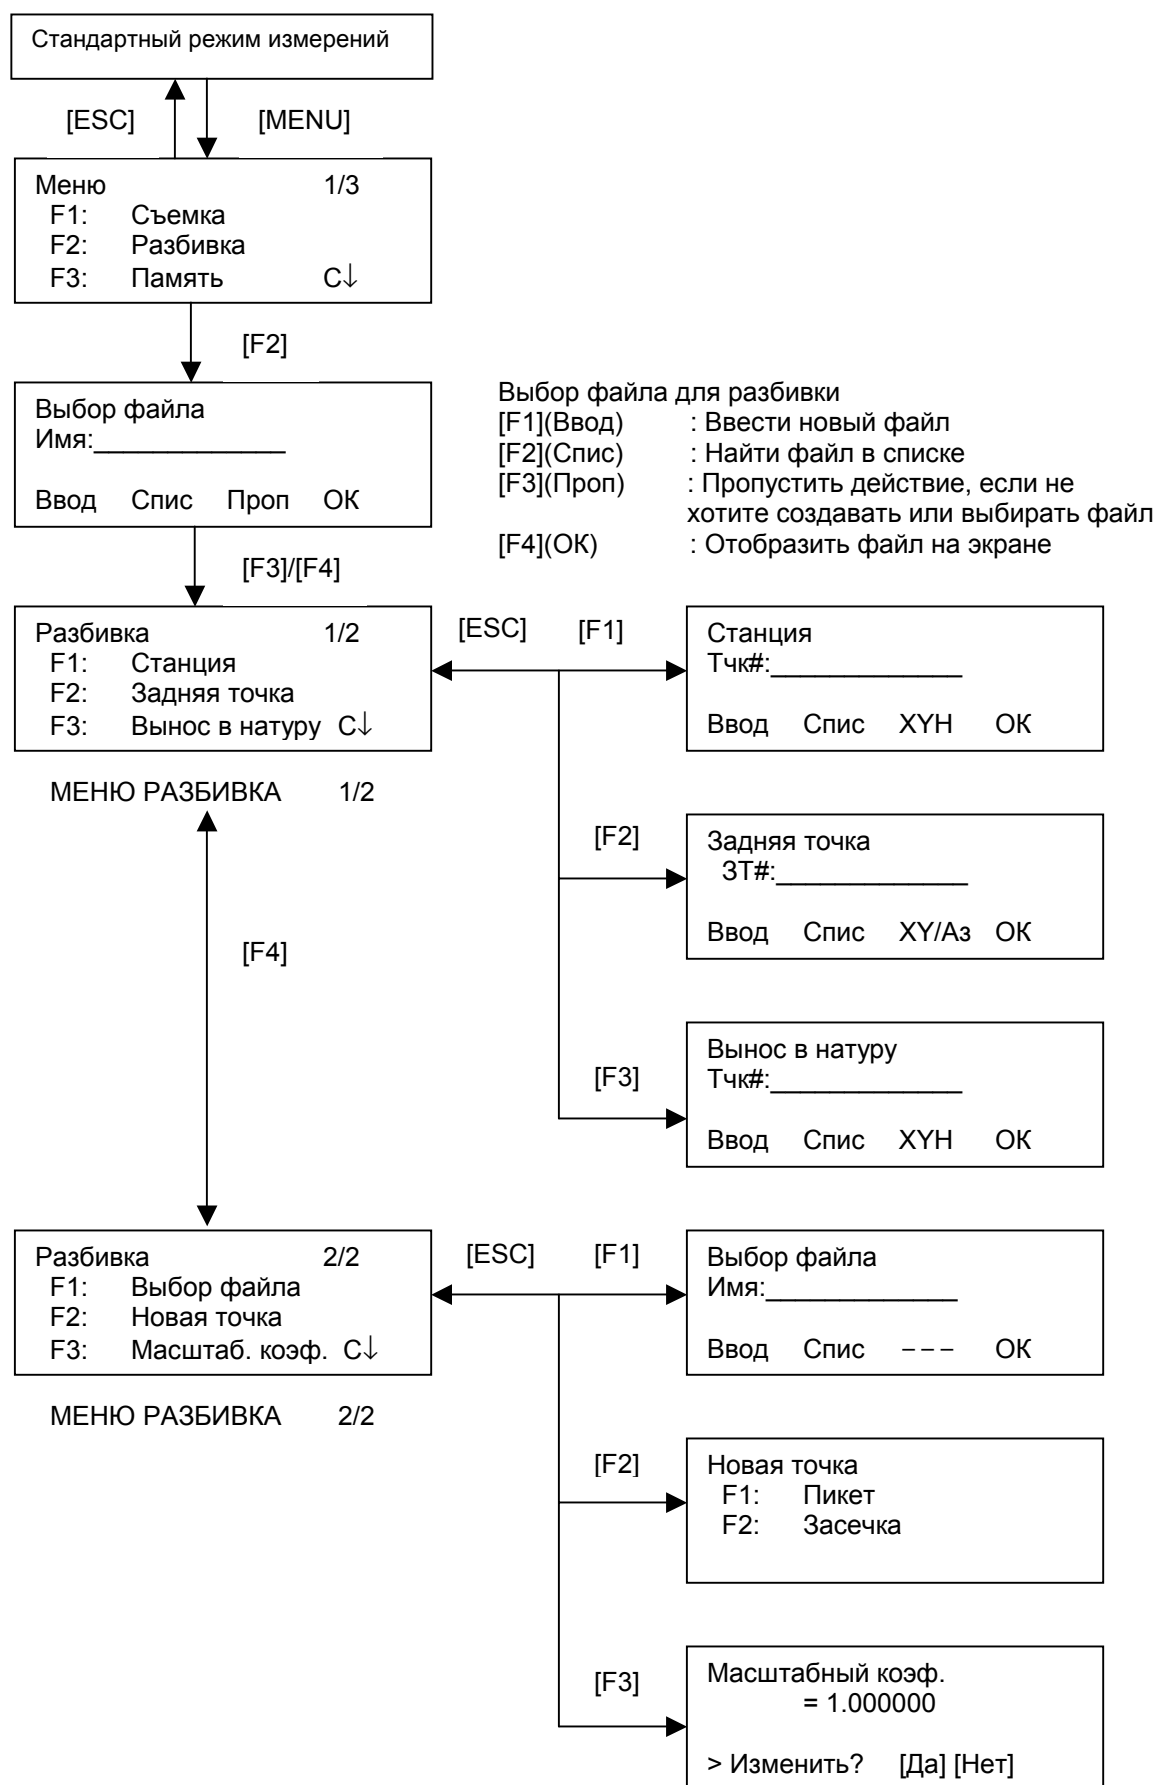 Стандартный режим измерений
[ESC] [MENU]
Меню 1/3
F1: Съемка
F2: Разбивка
F3: Память С↓
[F2]
Выбор файла
Имя:_____________
Ввод Спис Проп ОК
Выбор файла для разбивки
[F1](Ввод) : Ввести новый файл
[F2](Спис) : Найти файл в списке
[F3](Проп) : Пропустить действие, если не
хотите создавать или выбирать файл
[F4](ОК) : Отобразить файл на экране
[F3]/[F4]
Разбивка 1/2
F1: Станция
F2: Задняя точка
F3: Вынос в натуру С↓
МЕНЮ РАЗБИВКА 1/2
[ESC] [F1]
Станция
Тчк#:_____________
Ввод Спис XYH ОК
[F2]
Задняя точка
ЗТ#:_____________
Ввод Спис XY/Аз ОК
[F4]
[F3]
Вынос в натуру
Тчк#:_____________
Ввод Спис XYH ОК
Разбивка 2/2
F1: Выбор файла
F2: Новая точка
F3: Масштаб. коэф. С↓
МЕНЮ РАЗБИВКА 2/2
[ESC] [F1]
Выбор файла
Имя:_____________
Ввод Спис --- ОК
[F2]
Новая точка
F1: Пикет
F2: Засечка
[F3]
Масштабный коэф.
= 1.000000
> Изменить? [Да] [Нет]